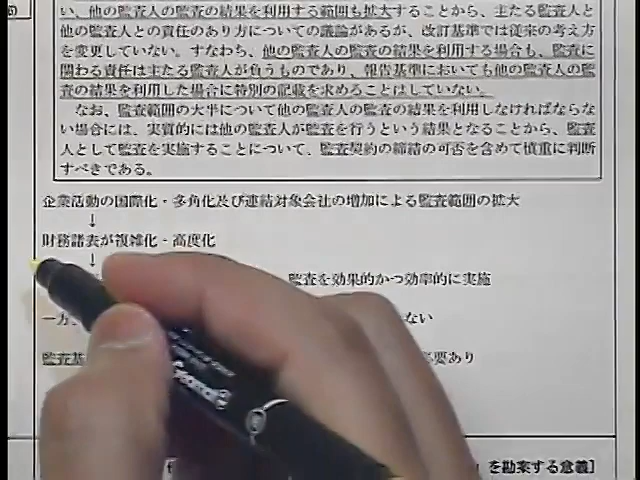 い、他の監査人の監査の結果を利用する範囲も拡大することから、主たる監査人と
他の監査人との責任のあり方についての議論があるが、改訂基準では従来の考え方
を変更していない。すなわち、他の監査人の監査の結果を利用する場合も、監査に
関わる責任は主たる監査人が負うものであり、報告基準においても他の監査人の監
査の結果を利用した場合に特別の記載を求めることはしていない。
なお、監査範囲の大半について他の監査人の監査の結果を利用しなければならな
い場合には、実質的には他の監査人が監査を行うという結果となることから、監査
人として監査を実施することについて、監査契約の締結の可否を含めて慎重に判断
すべきである。
企業活動の国際化・多角化及び連結対象会社の増加による監査範囲の拡大
↓
財務諸表が複雑化・高度化
↓
監査を効果的かつ効率的に実施
一方、 ない
監査基 必要あり
を勘案する意義]